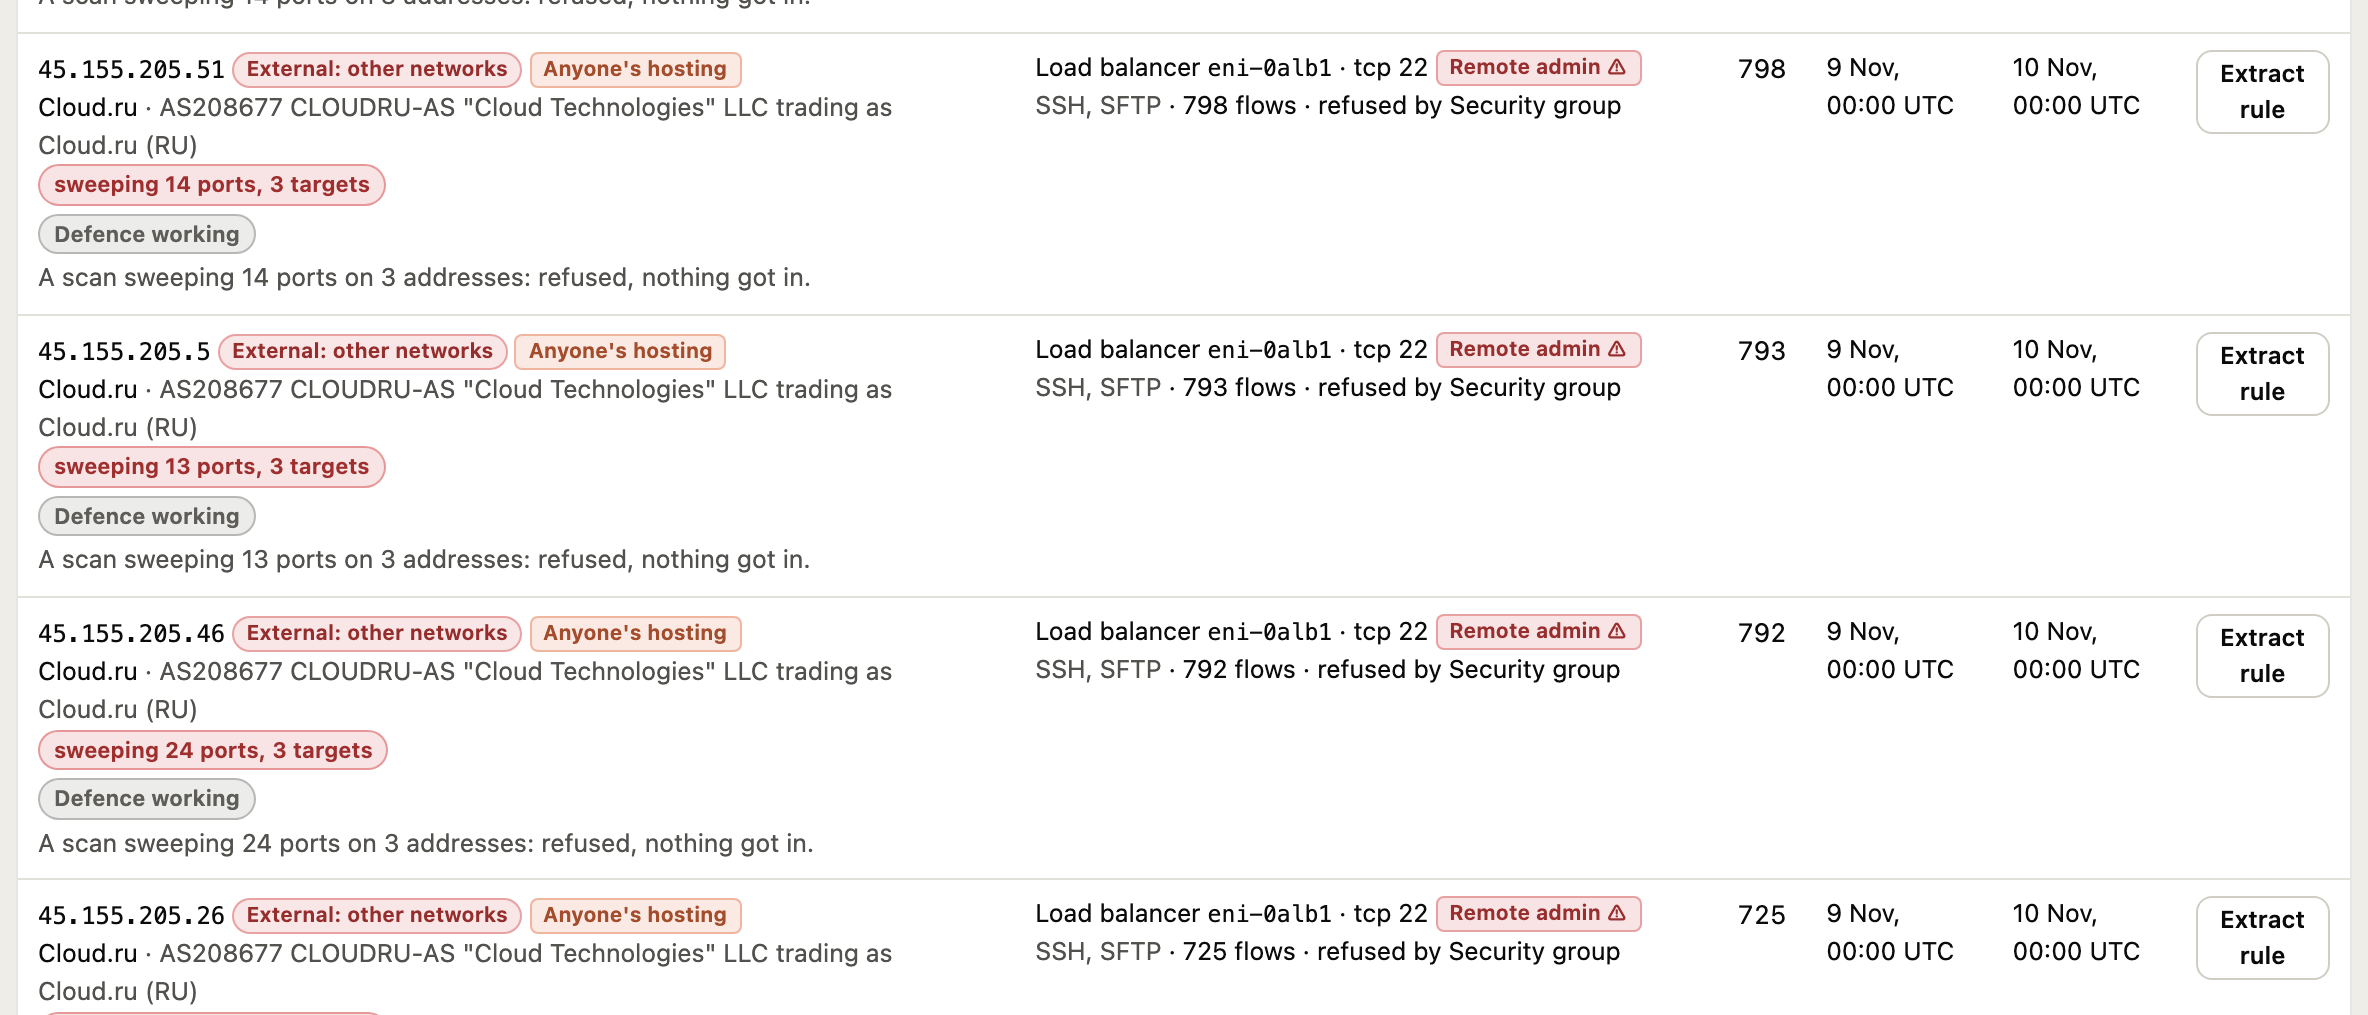 A scan sweeping 14 ports on 3 addresses: refused, nothing got in.
45.155.205.51 External: other networks Anyone's hosting
Cloud.ru · AS208677 CLOUDRU-AS "Cloud Technologies" LLC trading as
Cloud.ru (RU)
sweeping 14 ports, 3 targets
Defence working
A scan sweeping 14 ports on 3 addresses: refused, nothing got in.
Load balancer eni-0alb1 · tcp 22 Remote admin ⚠
SSH, SFTP · 798 flows · refused by Security group
798
9 Nov,
00:00 UTC
10 Nov,
00:00 UTC
Extract
rule
45.155.205.5 External: other networks Anyone's hosting
Cloud.ru · AS208677 CLOUDRU-AS "Cloud Technologies" LLC trading as
Cloud.ru (RU)
sweeping 13 ports, 3 targets
Defence working
A scan sweeping 13 ports on 3 addresses: refused, nothing got in.
Load balancer eni-0alb1 · tcp 22 Remote admin ⚠
SSH, SFTP · 793 flows · refused by Security group
793
9 Nov,
00:00 UTC
10 Nov,
00:00 UTC
Extract
rule
45.155.205.46 External: other networks Anyone's hosting
Cloud.ru · AS208677 CLOUDRU-AS "Cloud Technologies" LLC trading as
Cloud.ru (RU)
sweeping 24 ports, 3 targets
Defence working
A scan sweeping 24 ports on 3 addresses: refused, nothing got in.
Load balancer eni-0alb1 · tcp 22 Remote admin ⚠
SSH, SFTP · 792 flows · refused by Security group
792
9 Nov,
00:00 UTC
10 Nov,
00:00 UTC
Extract
rule
45.155.205.26 External: other networks Anyone's hosting
Cloud.ru · AS208677 CLOUDRU-AS "Cloud Technologies" LLC trading as
Cloud.ru (RU)
Load balancer eni-0alb1 · tcp 22 Remote admin ⚠
SSH, SFTP · 725 flows · refused by Security group
725
9 Nov,
00:00 UTC
10 Nov,
00:00 UTC
Extract
rule